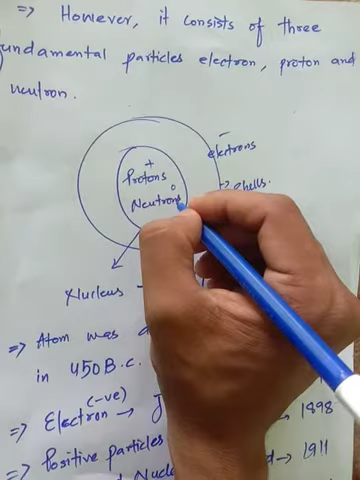 => However, it consists of three
fundamental particles electron, proton and
neutron.
-
electrons
+
Protons
-> shells.
o
Neutrons
Nucleus -
=> Atom was
in 450 B.C.
(-ve)
=> Electron → J → 1898
=> Positive particles → 1911